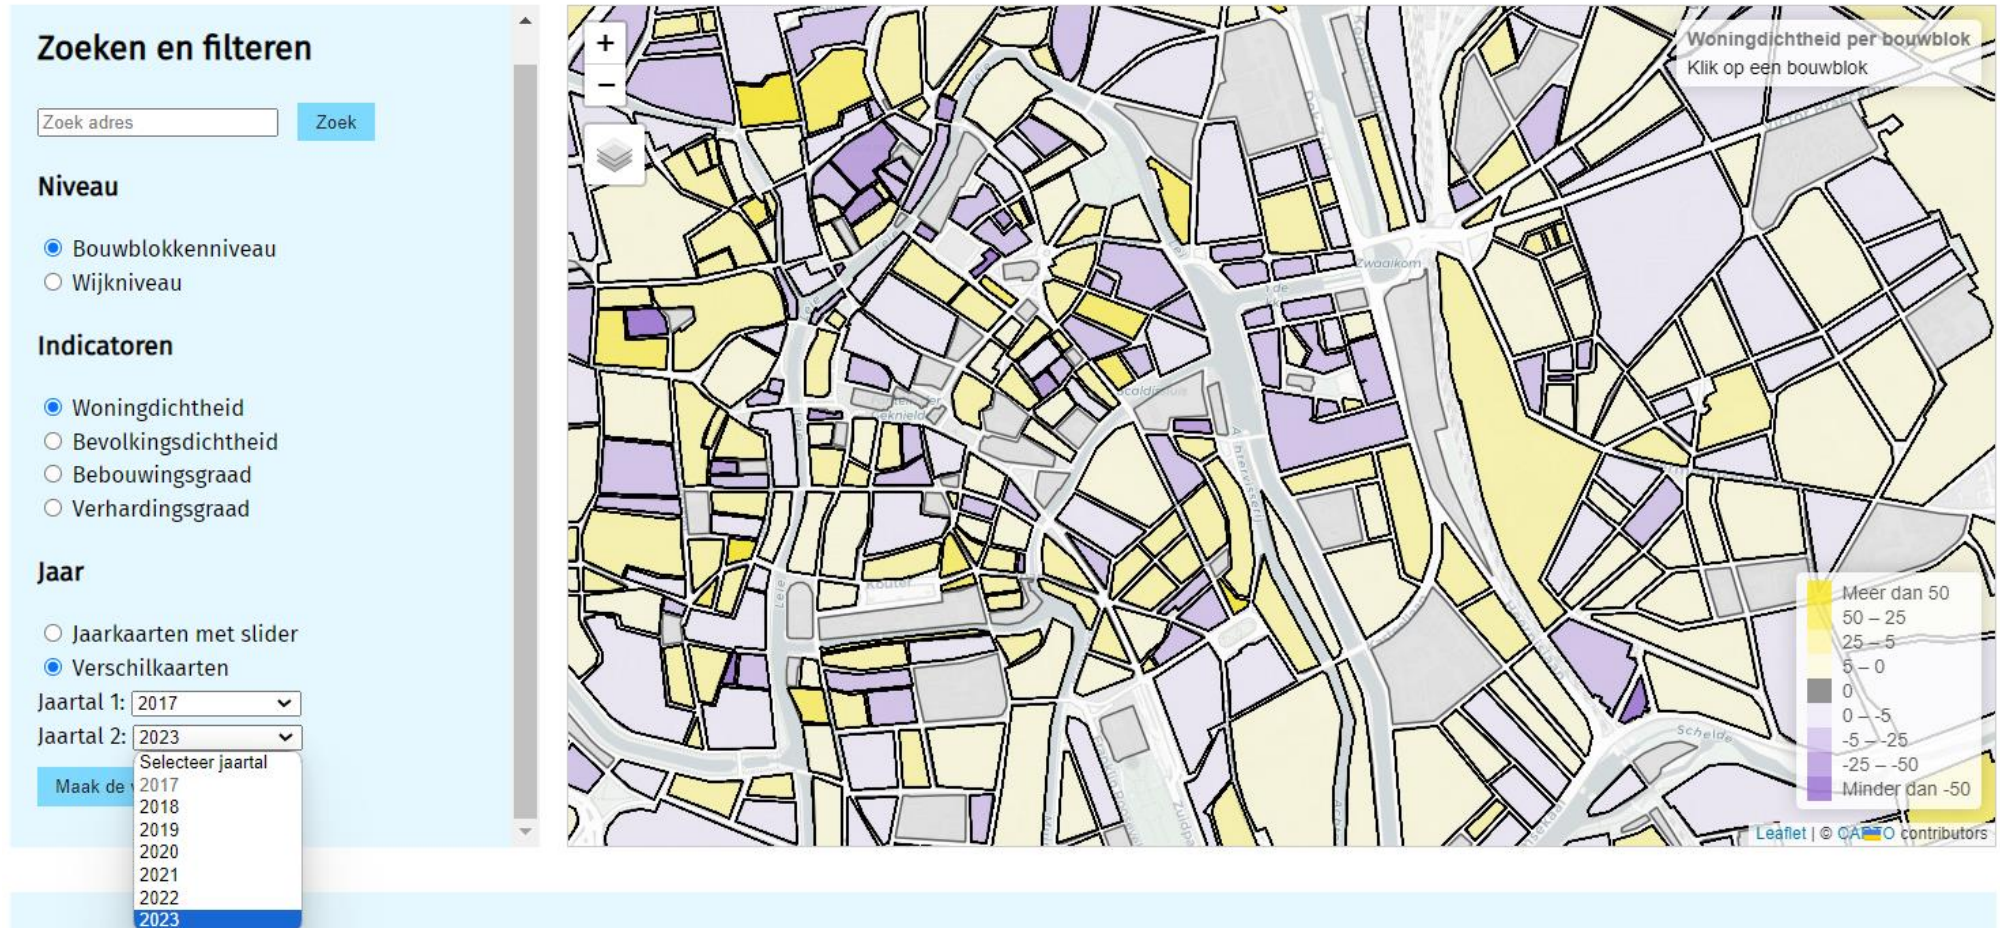 Zoeken en filteren
Zoek adres
Zoek
Niveau
Bouwblokkenniveau
Wijkniveau
Indicatoren
Woningdichtheid
Bevolkingsdichtheid
Bebouwingsgraad
Verhardingsgraad
Jaar
Jaarkaarten met slider
Verschilkaarten
Jaartal 1: 2017
Jaartal 2: 2023
Maak de
Selecteer jaartal
2017
2018
2019
2020
2021
2022
2023
+
−
Woningdichtheid per bouwblok
Klik op een bouwblok
Zwaaikom
Leie
Leie
Kouter
Schelde
Meer dan 50
50 – 25
25 – 5
5 – 0
0
0 – -5
-5 – -25
-25 – -50
Minder dan -50
Leaflet | © CARTO contributors